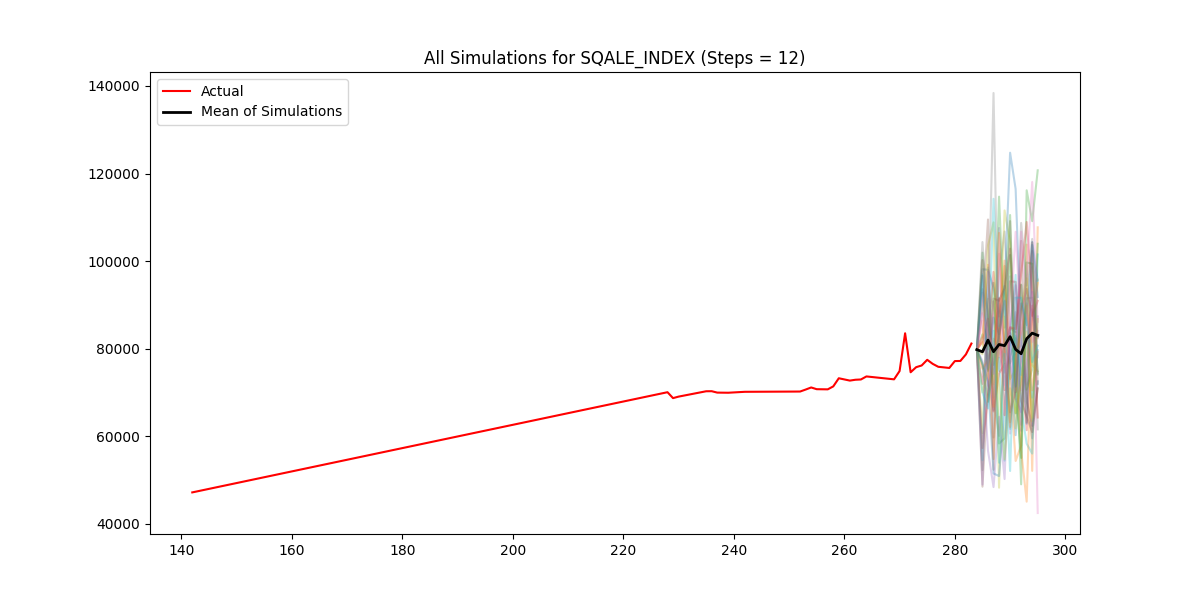 All Simulations for SQALE_INDEX (Steps = 12)
Actual
Mean of Simulations
140000
120000
100000
80000
60000
40000
140 160 180 200 220 240 260 280 300